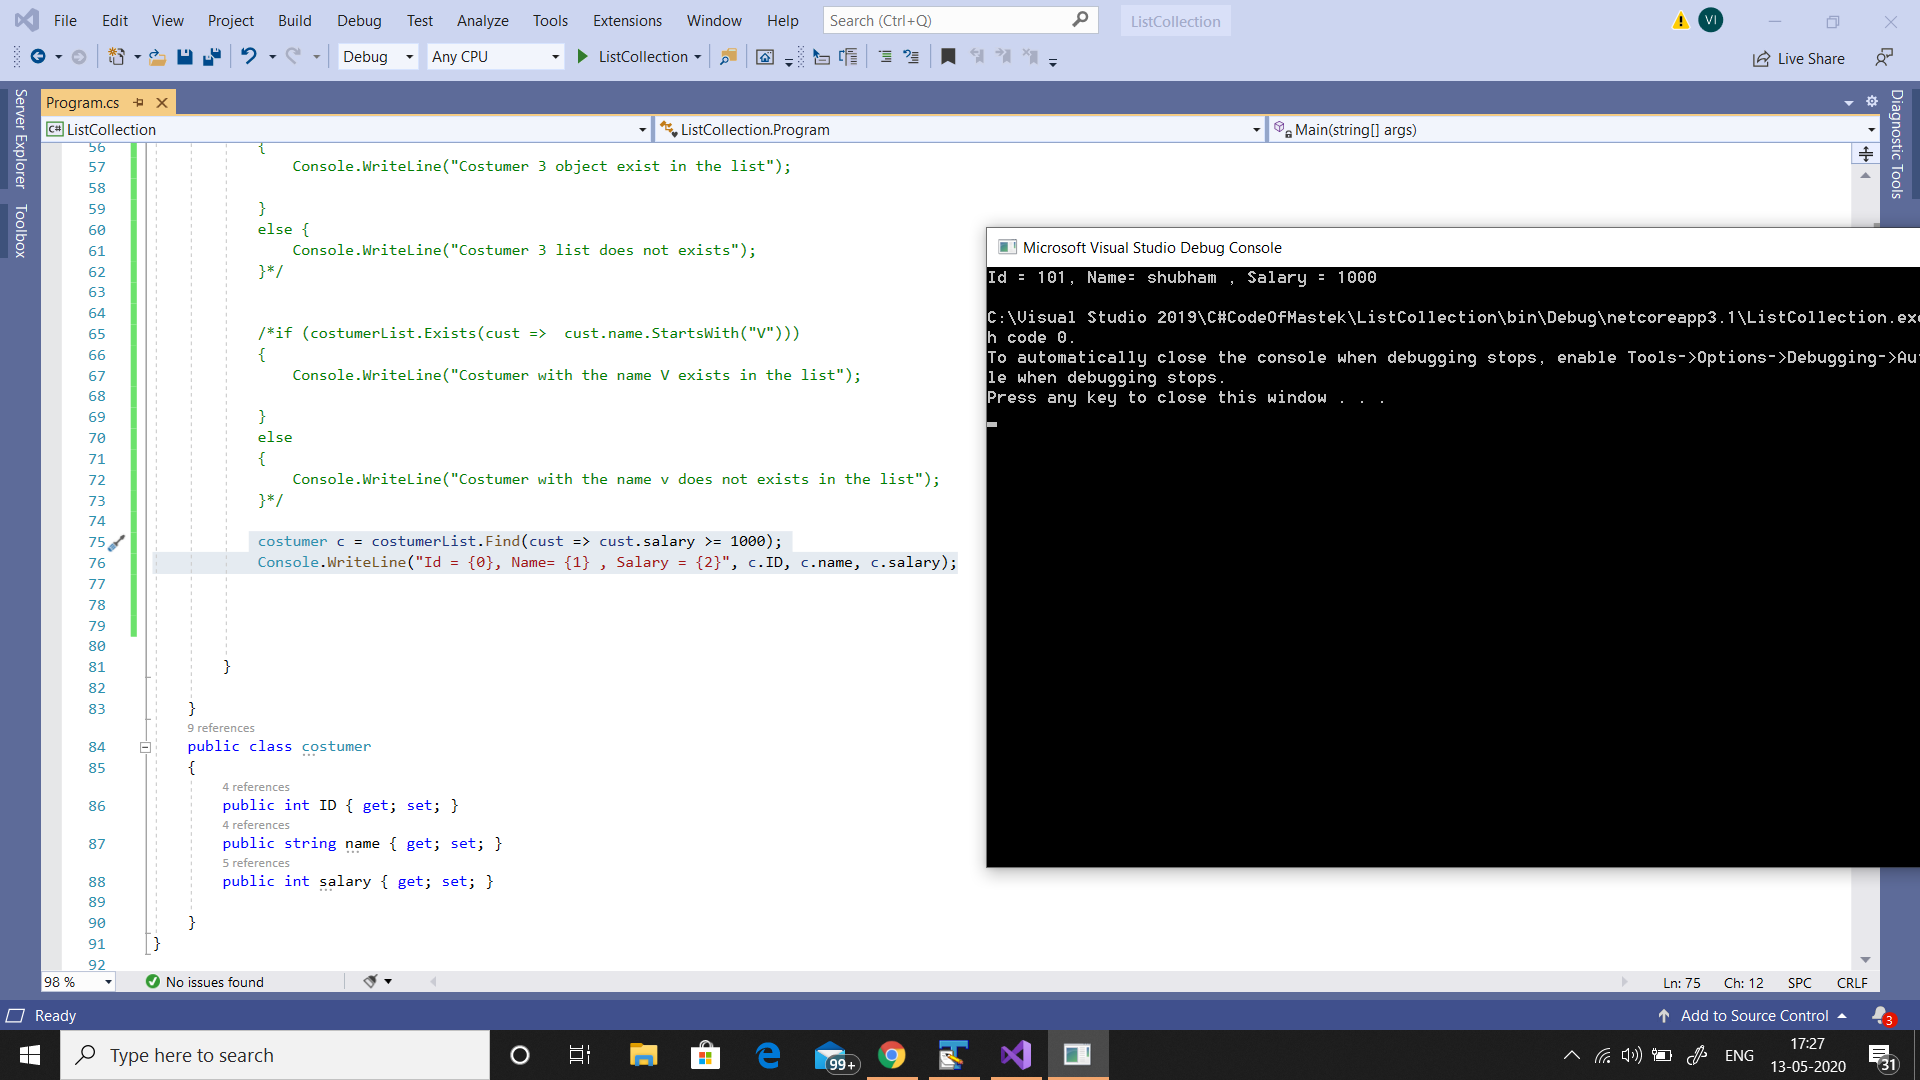 File Edit View Project Build Debug Test Analyze Tools Extensions Window Help Search (Ctrl+Q) ListCollection VI
Debug Any CPU ListCollection Live Share
Server Explorer
Toolbox
Diagnostic Tools
Program.cs
C# ListCollection ListCollection.Program Main(string[] args)
56 {
57 Console.WriteLine("Costumer 3 object exist in the list");
58
59 }
60 else {
61 Console.WriteLine("Costumer 3 list does not exists");
62 }*/
63
64
65 /*if (costumerList.Exists(cust => cust.name.StartsWith("V")))
66 {
67 Console.WriteLine("Costumer with the name V exists in the list");
68
69 }
70 else
71 {
72 Console.WriteLine("Costumer with the name v does not exists in the list");
73 }*/
74
75 costumer c = costumerList.Find(cust => cust.salary >= 1000);
76 Console.WriteLine("Id = {0}, Name= {1} , Salary = {2}", c.ID, c.name, c.salary);
77
78
79
80
81 }
82
83 }
9 references
84 public class costumer
85 {
4 references
86 public int ID { get; set; }
4 references
87 public string name { get; set; }
5 references
88 public int salary { get; set; }
89
90 }
91 }
92
Microsoft Visual Studio Debug Console
Id = 101, Name= shubham , Salary = 1000
C:\Visual Studio 2019\C#CodeOfMastek\ListCollection\bin\Debug\netcoreapp3.1\ListCollection.exe
h code 0.
To automatically close the console when debugging stops, enable Tools->Options->Debugging->Aut
le when debugging stops.
Press any key to close this window . . .
98 % No issues found Ln: 75 Ch: 12 SPC CRLF
Ready Add to Source Control 3
Type here to search 99+ ENG 17:27
13-05-2020 31